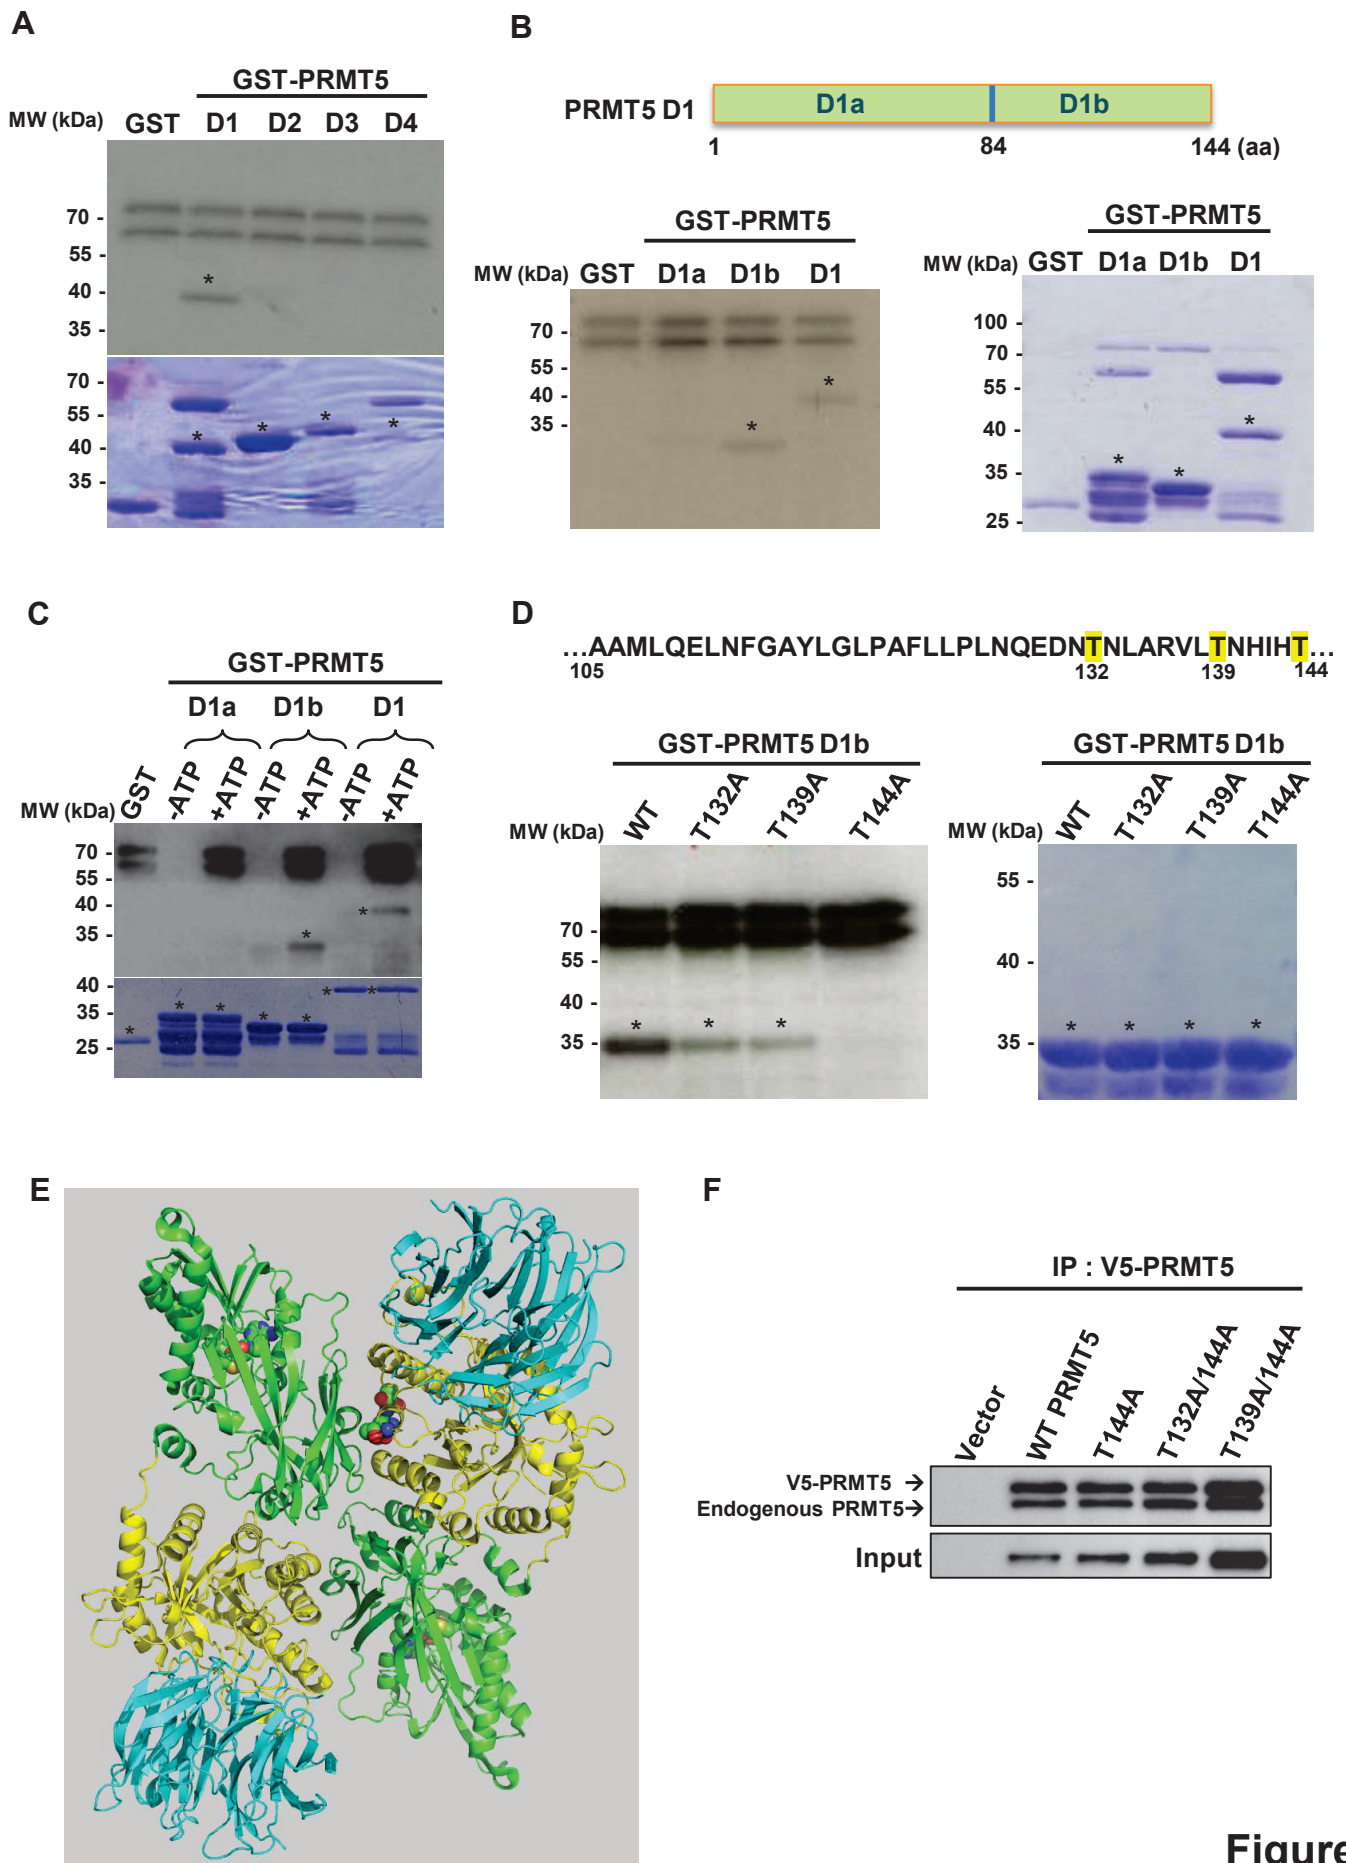 A
GST-PRMT5
MW (kDa) GST D1 D2 D3 D4
70 -
55 -
40 -
35 -
*
70 -
55 -
40 -
35 -
* * * *
B
PRMT5 D1 D1a D1b
1 84 144 (aa)
GST-PRMT5
MW (kDa) GST D1a D1b D1
70 -
55 -
40 -
35 -
* *
GST-PRMT5
MW (kDa) GST D1a D1b D1
100 -
70 -
55 -
40 -
35 -
25 -
* * *
C
GST-PRMT5
D1a D1b D1
MW (kDa) GST -ATP +ATP -ATP +ATP -ATP +ATP
70 -
55 -
40 -
35 -
* *
40 -
35 -
25 -
* * * * * * *
D
...AAMLQELNFGAYLGLPAFLLPLNQEDNTNLARVLTNHIHT...
105 132 139 144
GST-PRMT5 D1b
MW (kDa) WT T132A T139A T144A
70 -
55 -
40 -
35 -
* * *
GST-PRMT5 D1b
MW (kDa) WT T132A T139A T144A
55 -
40 -
35 -
* * * *
E
F
IP : V5-PRMT5
Vector WT PRMT5 T144A T132A/144A T139A/144A
V5-PRMT5 →
Endogenous PRMT5→
Input
Figure